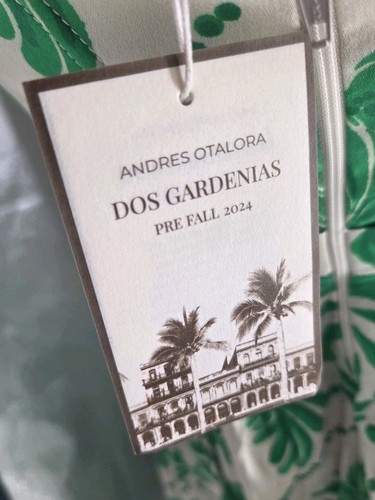 ANDRES OTALORA
DOS GARDENIAS
PRE FALL 2024